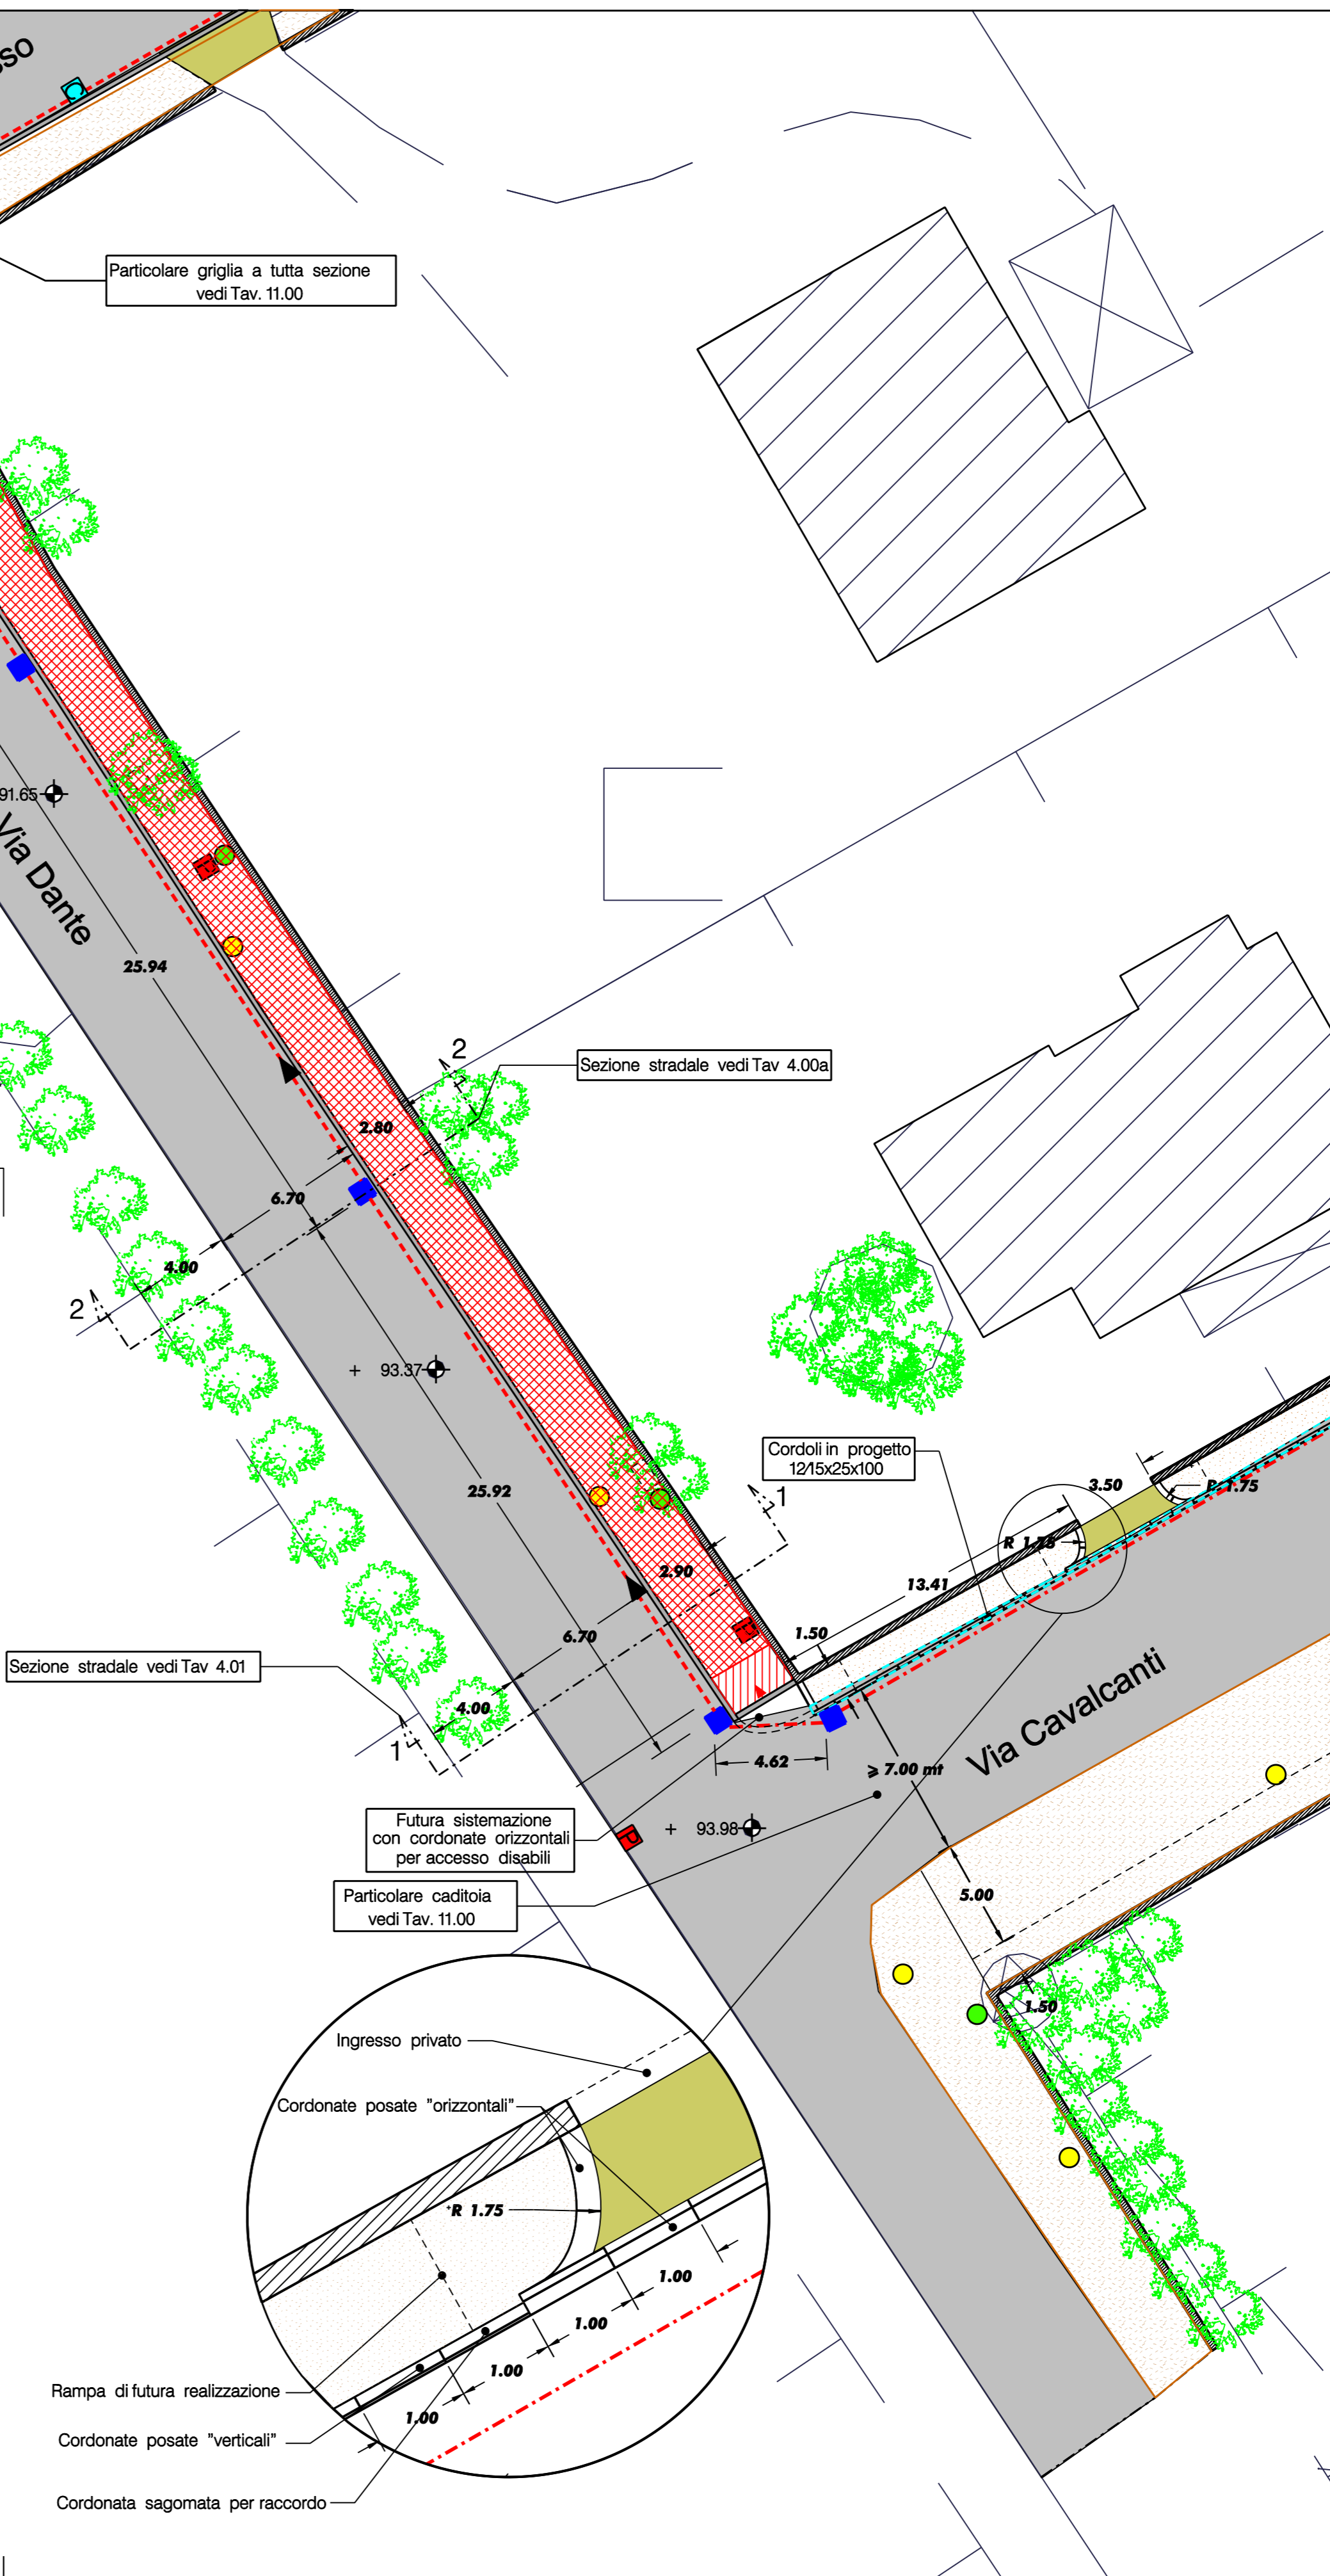 sso
C
Particolare griglia a tutta sezione
vedi Tav. 11.00
91.65
Via Dante
P
25.94
2
Sezione stradale vedi Tav 4.00a
2.80
6.70
4.00
2
93.37
Cordoli in progetto
12/15x25x100
3.50
R 1.75
25.92
1
R 1.75
2.90
13.41
P
1.50
6.70
Sezione stradale vedi Tav 4.01
4.00
1
Via Cavalcanti
4.62
⩾ 7.00 mt
Futura sistemazione
con cordonate orizzontali
per accesso disabili
P
93.98
Particolare caditoia
vedi Tav. 11.00
5.00
1.50
Ingresso privato
Cordonate posate "orizzontali"
R 1.75
1.00
1.00
1.00
1.00
Rampa di futura realizzazione
Cordonate posate "verticali"
Cordonata sagomata per raccordo